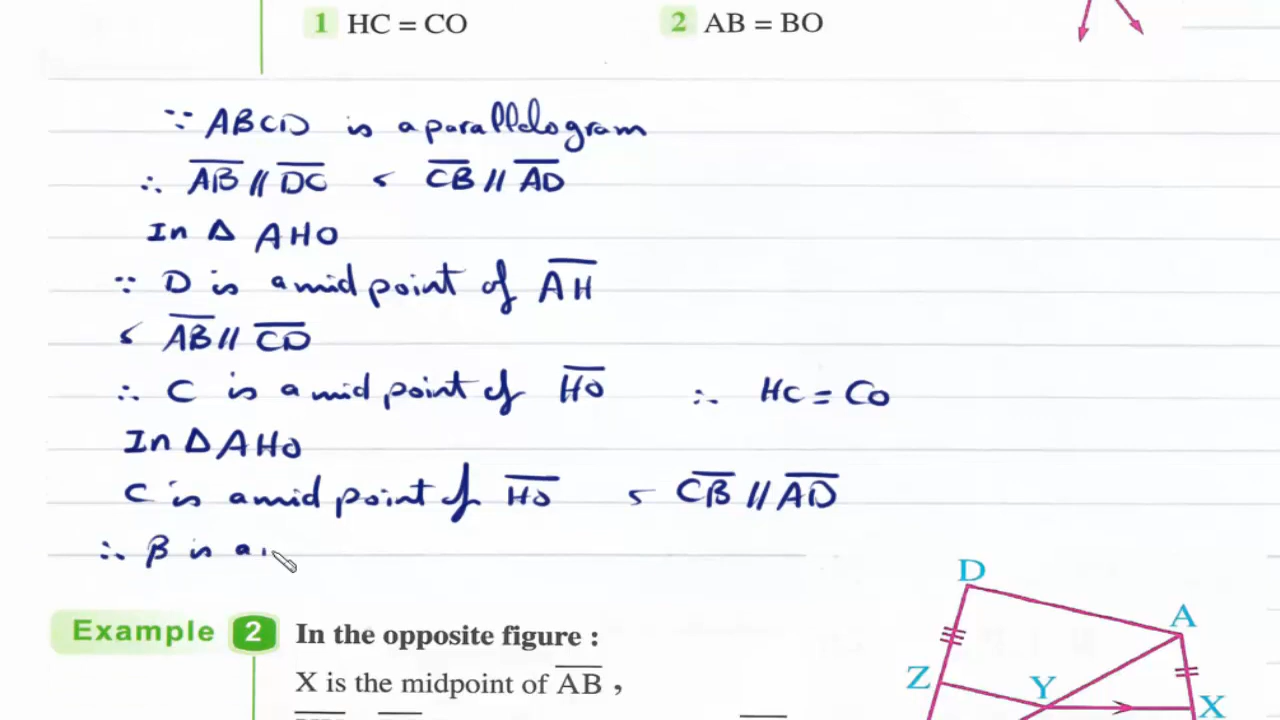 1 HC = CO 2 AB = BO
∵ ABCD is a parallelogram
∴ AB // DC , CB // AD
In Δ AHO
∵ D is a mid point of AH
, AB // CD
∴ C is a mid point of HO ∴ HC = CO
In Δ AHO
C is a mid point of HO , CB // AD
∴ B is a
Example 2 In the opposite figure :
X is the midpoint of AB ,
D
A
Z
Y
X